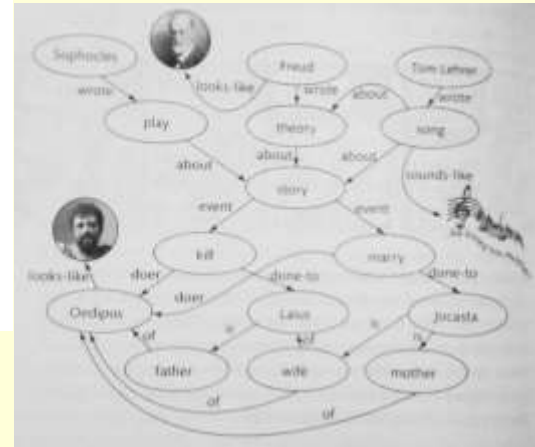 Sophocles
Freud
Tom Lehrer
looks-like
wrote
wrote
about
wrote
play
theory
song
about
about
about
sounds-like
story
event
event
kill
marry
looks-like
doer
done-to
doer
done-to
Oedipus
Laius
Jocasta
of
is
of
is
is
father
wife
mother
of
of